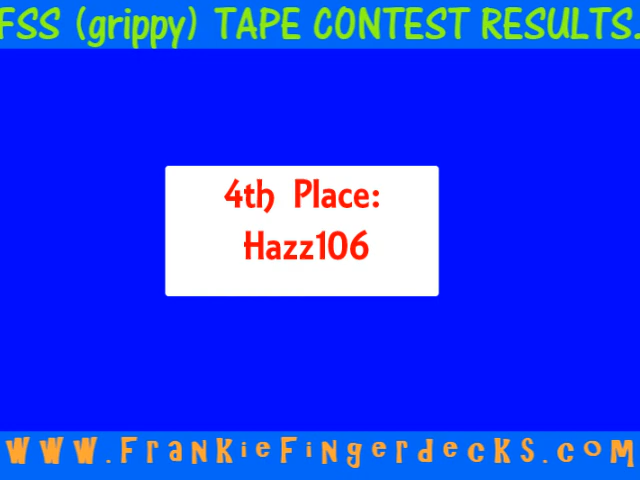 FSS (grippy) TAPE CONTEST RESULTS.
4th Place:
Hazz106
WWW.FrankieFingerdecks.coM